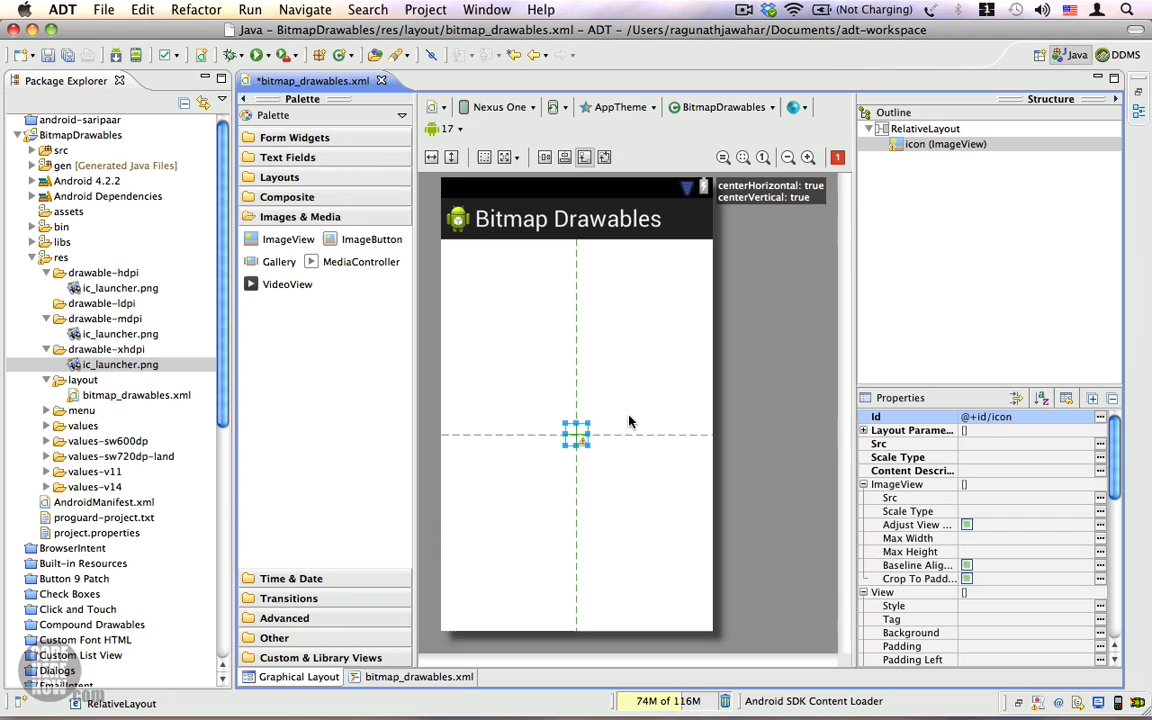 ADT File Edit Refactor Run Navigate Search Project Window Help (Not Charging) 1
Java – BitmapDrawables/res/layout/bitmap_drawables.xml – ADT – /Users/ragunathjawahar/Documents/adt-workspace
Java DDMS
Package Explorer
*bitmap_drawables.xml
Palette
Structure
Palette
Nexus One
AppTheme
BitmapDrawables
17
Outline
RelativeLayout
icon (ImageView)
1
android-saripaar
BitmapDrawables
src
gen [Generated Java Files]
Android 4.2.2
Android Dependencies
assets
bin
libs
res
drawable-hdpi
ic_launcher.png
drawable-ldpi
drawable-mdpi
ic_launcher.png
drawable-xhdpi
ic_launcher.png
layout
bitmap_drawables.xml
menu
values
values-sw600dp
values-sw720dp-land
values-v11
values-v14
AndroidManifest.xml
proguard-project.txt
project.properties
BrowserIntent
Built-in Resources
Button 9 Patch
Check Boxes
Click and Touch
Compound Drawables
Custom Font HTML
Custom List View
Dialogs
EmailIntent
Form Widgets
Text Fields
Layouts
Composite
Images & Media
ImageView ImageButton
Gallery MediaController
VideoView
Time & Date
Transitions
Advanced
Other
Custom & Library Views
centerHorizontal: true
centerVertical: true
Bitmap Drawables
Properties
Id @+id/icon
Layout Parame... []
Src
Scale Type
Content Descri...
ImageView []
Src
Scale Type
Adjust View ...
Max Width
Max Height
Baseline Alig...
Crop To Padd...
View []
Style
Tag
Background
Padding
Padding Left
Graphical Layout bitmap_drawables.xml
RelativeLayout
74M of 116M
Android SDK Content Loader
CODE
HERE
NOW
.com